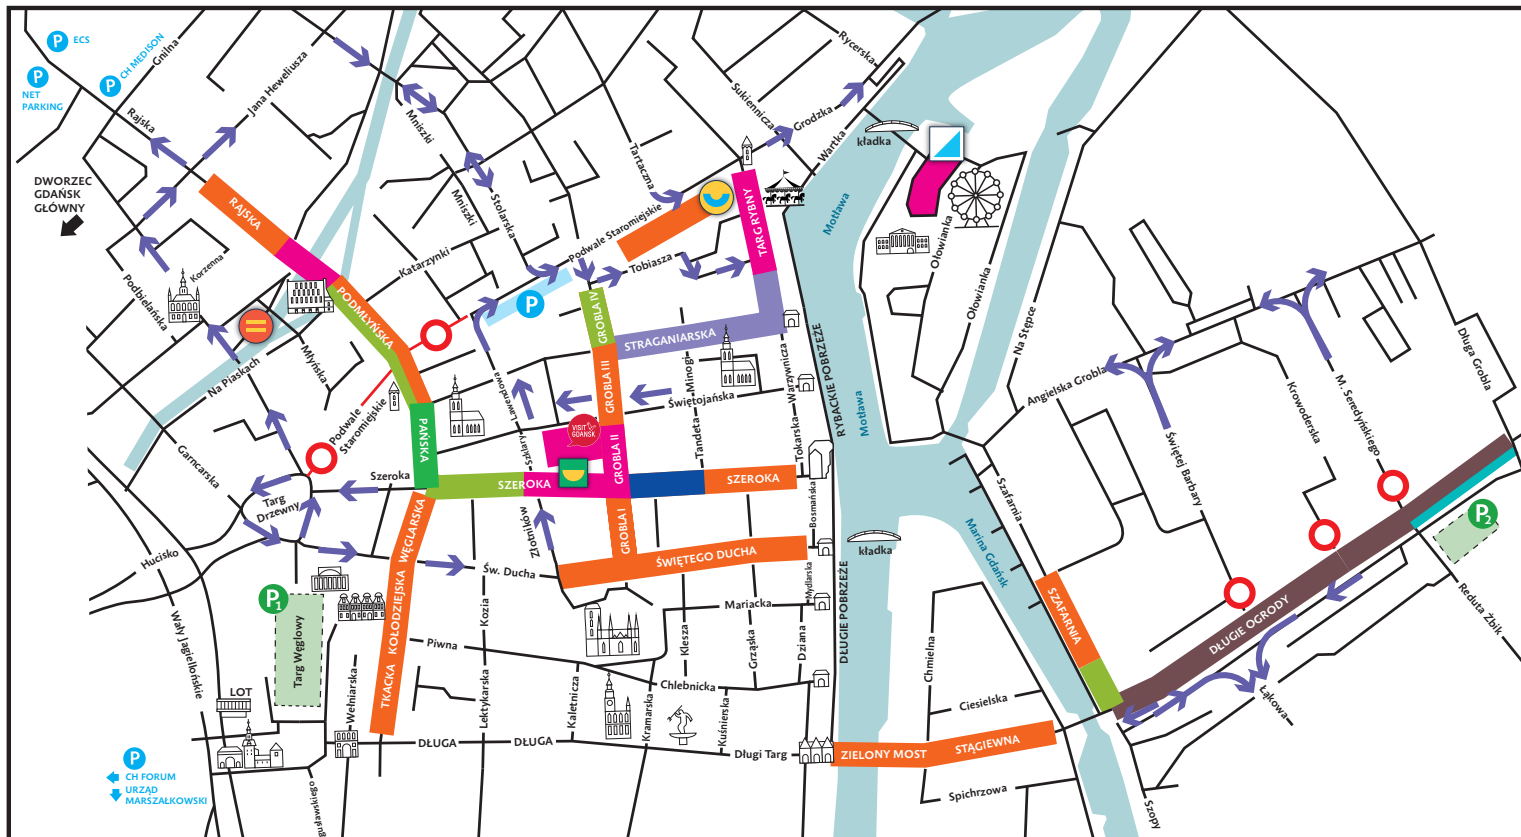 ECS
P
CH MEDISON
P
P
NET
PARKING
Gnilna
Jana Heweliusza
Rajska
DWORZEC
GDAŃSK
GŁÓWNY
RAJSKA
Mniszki
Mniszki
Stolarska
Katarzynki
Tartaczna
Sukiennicza
Grodzka
Rycerska
Wartka
kładka
Motława
Ołowianka
Ołowianka
Na Stępce
Podwale Staromiejskie
Tobiasza
TARG RYBNY
P
Korzenna
Podbielańska
Na Piaskach
Młyńska
PODMŁYŃSKA
PAŃSKA
Podwale
Staromiejskie
GROBLA IV
GROBLA III
GROBLA II
GROBLA I
STRAGANIARSKA
Minogi
Warzywnicza
Świętojańska
Szklary
Lawendowa
VISIT
GDAŃSK
Tandeta
Tokarska
RYBACKIE POBRZEŻE
Motława
Angielska Grobla
Świętej Barbary
Krowoderska
M. Seredyńskiego
Długa Grobla
Garncarska
Targ
Drzewny
Szeroka
SZEROKA
SZEROKA
Złotników
Bosmańska
Szafarnia
Marina Gdańsk
kładka
P2
Hucisko
Św. Ducha
ŚWIĘTEGO DUCHA
TKACKA
KOŁODZIEJSKA
WĘGLARSKA
P1
Targ Węglowy
Wały Jagiellońskie
Kozia
Piwna
Mariacka
Klesza
Grząska
Mydlarska
Dziana
DŁUGIE POBRZEŻE
Chmielna
SZAFARNIA
DŁUGIE OGRODY
Reduta Żbik
Łąkowa
LOT
Wełniarska
Lektykarska
Kaletnicza
Chlebnicka
Kramarska
Kuśnierska
Ciesielska
DŁUGA
DŁUGA
Długi Targ
ZIELONY MOST
STĄGIEWNA
Spichrzowa
Szopy
P
CH FORUM
URZĄD
MARSZAŁKOWSKI